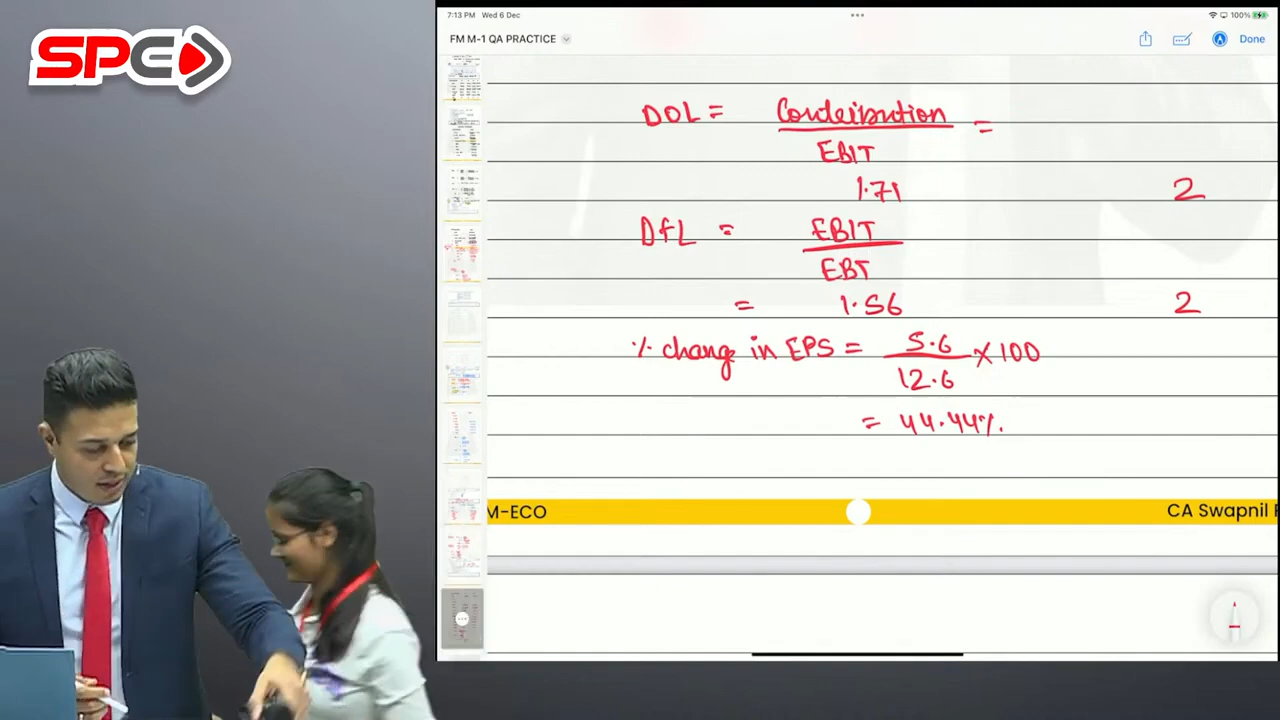 SPED
7:13 PM Wed 6 Dec
100%
FM M-1 QA PRACTICE
Done
DOL = Contribution =
EBIT
1.71 2
DfL = EBIT
EBT
= 1.56 2
% change in EPS = 5.6 × 100
12.6
= 44.44%.
M-ECO
CA Swapnil P